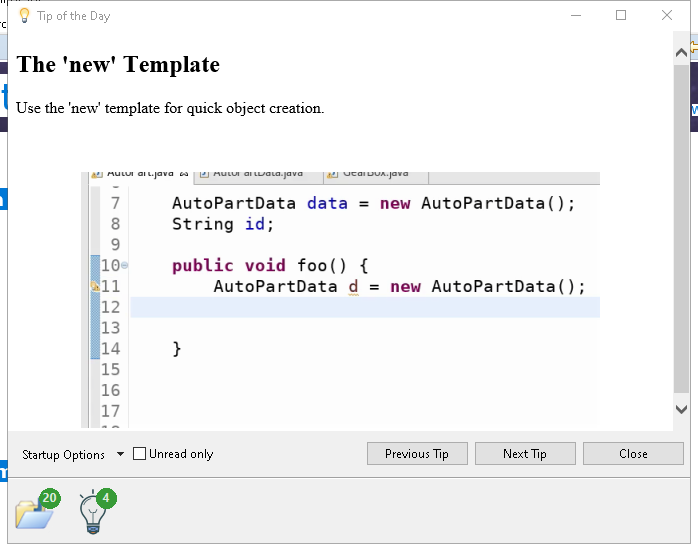 Tip of the Day
The 'new' Template
Use the 'new' template for quick object creation.
AutoPart.java AutoPartData.java GearBox.java
7 AutoPartData data = new AutoPartData();
8 String id;
9
10 public void foo() {
11 AutoPartData d = new AutoPartData();
12
13
14 }
15
16
17
18
Startup Options Unread only Previous Tip Next Tip Close
20 4